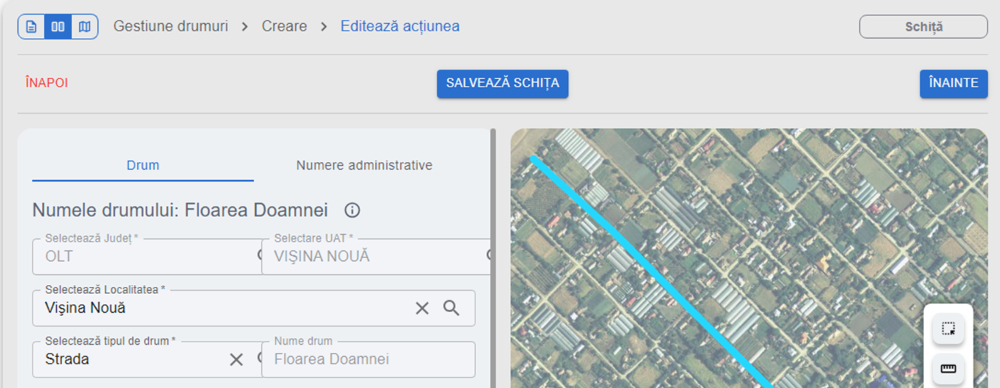 Gestiune drumuri > Creare > Editează acțiunea
Schiță
ÎNAPOI
SALVEAZĂ SCHIȚA
ÎNAINTE
Drum
Numere administrative
Numele drumului: Floarea Doamnei
Selectează Județ *
OLT
Selectare UAT *
VIȘINA NOUĂ
Selectează Localitatea *
Vişina Nouă
Selectează tipul de drum *
Strada
Nume drum
Floarea Doamnei